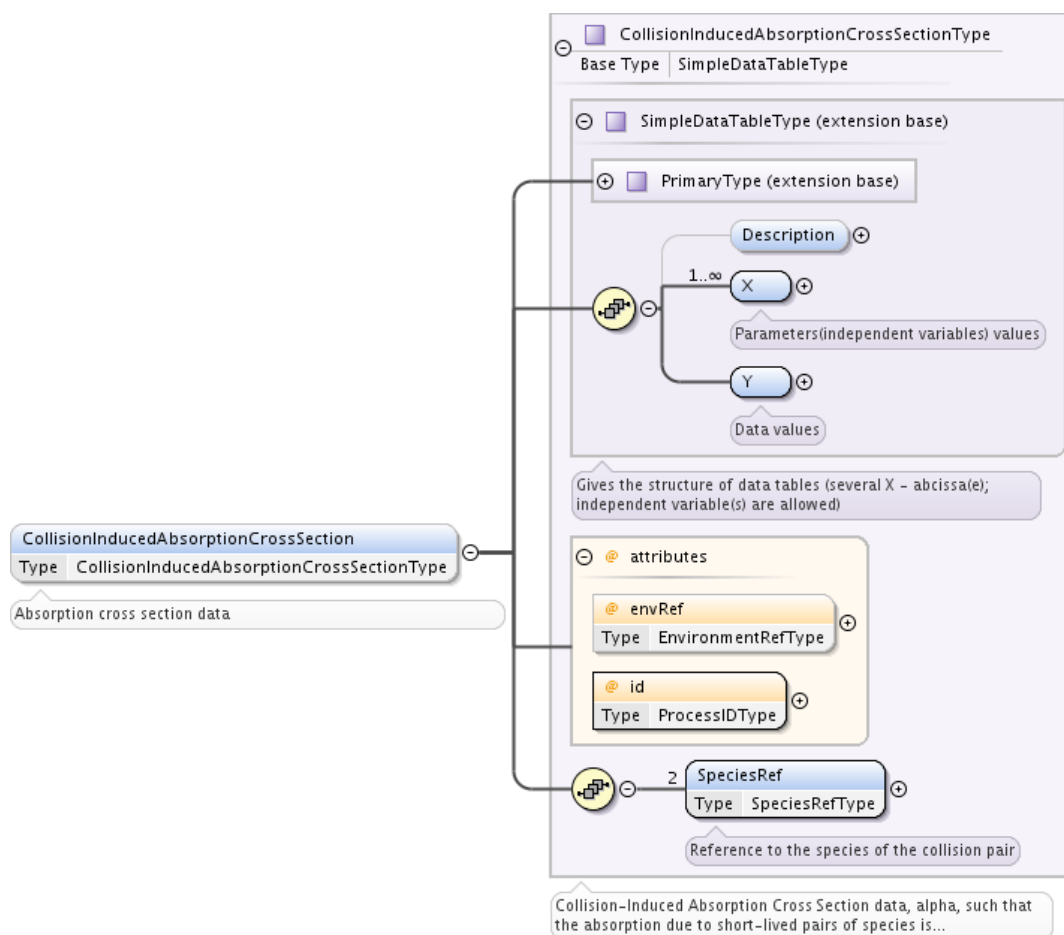 CollisionInducedAbsorptionCrossSectionType
Base Type SimpleDataTableType
SimpleDataTableType (extension base)
PrimaryType (extension base)
Description
1..∞
X
Parameters(independent variables) values
Y
Data values
Gives the structure of data tables (several X - abcissa(e);
independent variable(s) are allowed)
CollisionInducedAbsorptionCrossSection
Type CollisionInducedAbsorptionCrossSectionType
Absorption cross section data
@ attributes
@ envRef
Type EnvironmentRefType
@ id
Type ProcessIDType
2
SpeciesRef
Type SpeciesRefType
Reference to the species of the collision pair
Collision-Induced Absorption Cross Section data, alpha, such that
the absorption due to short-lived pairs of species is...